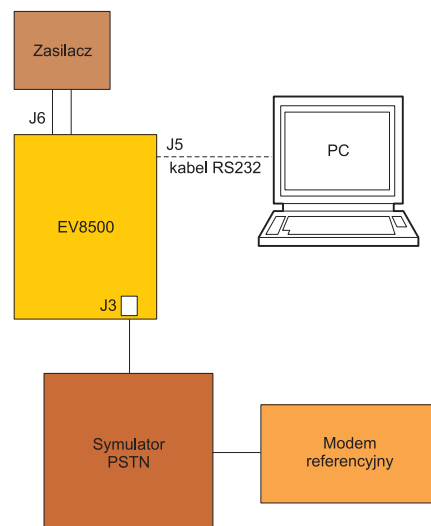 Zasilacz
J6
J5
kabel RS232
PC
EV8500
J3
Symulator
PSTN
Modem
referencyjny